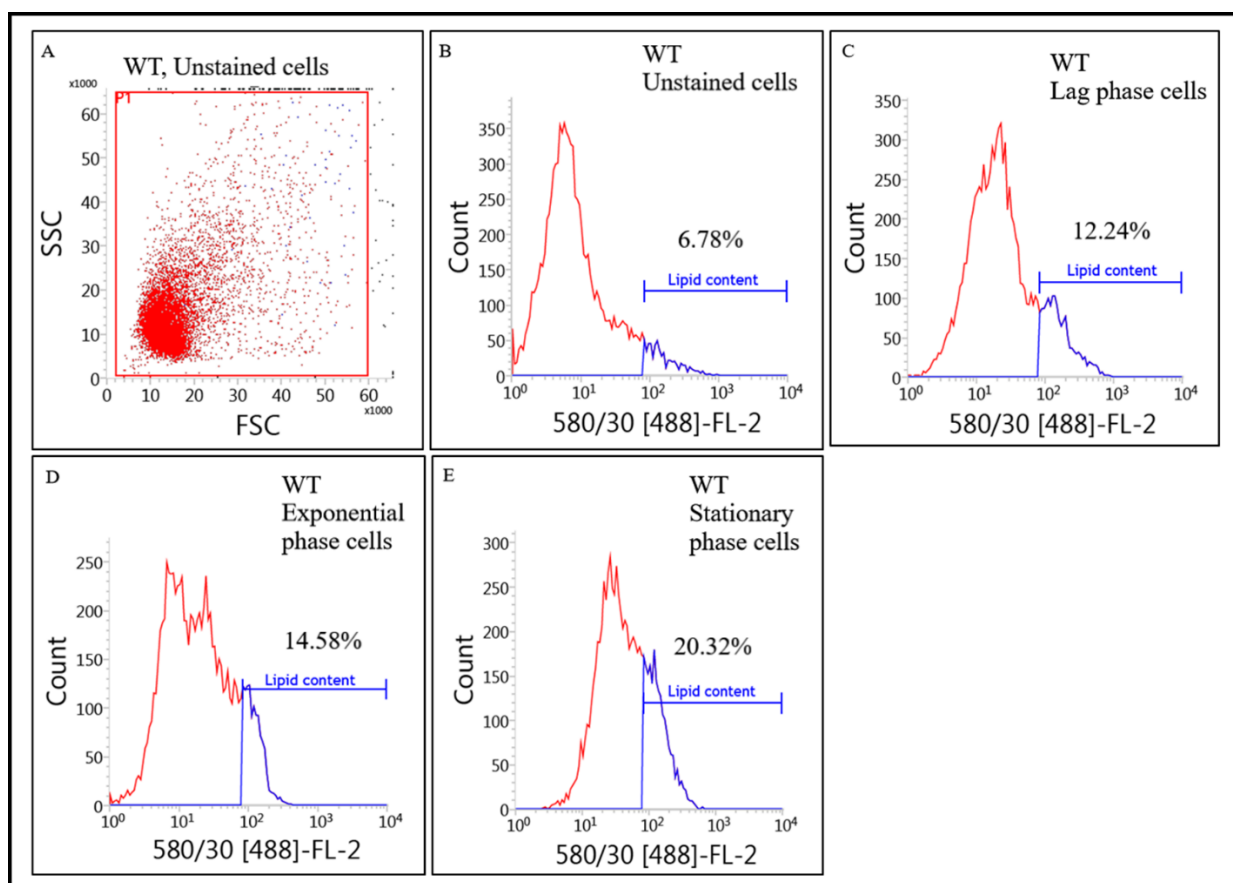 A
WT, Unstained cells
x1000
P1
60
50
40
30
20
10
0
SSC
0 10 20 30 40 50 60
x1000
FSC
B
WT
Unstained cells
350
300
250
200
150
100
50
0
Count
6.78%
Lipid content
10⁰ 10¹ 10² 10³ 10⁴
580/30 [488]-FL-2
C
WT
Lag phase cells
350
300
250
200
150
100
50
0
Count
12.24%
Lipid content
10⁰ 10¹ 10² 10³ 10⁴
580/30 [488]-FL-2
D
WT
Exponential
phase cells
250
200
150
100
50
0
Count
14.58%
Lipid content
10⁰ 10¹ 10² 10³ 10⁴
580/30 [488]-FL-2
E
WT
Stationary
phase cells
300
250
200
150
100
50
0
Count
20.32%
Lipid content
10⁰ 10¹ 10² 10³ 10⁴
580/30 [488]-FL-2